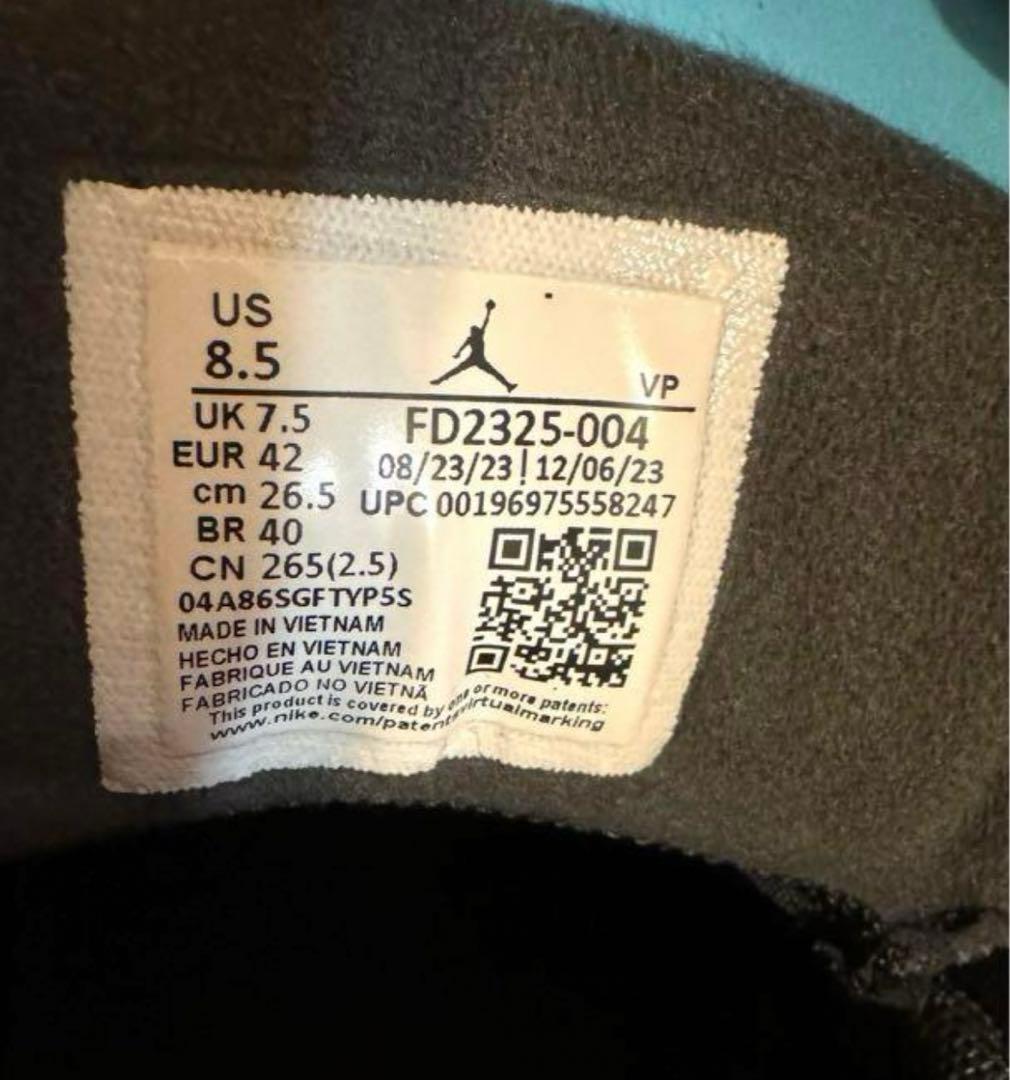 US
8.5
VP
UK 7.5
FD2325-004
EUR 42
08/23/23 | 12/06/23
cm 26.5
UPC 00196975558247
BR 40
CN 265(2.5)
04A86SGFTYP5S
MADE IN VIETNAM
HECHO EN VIETNAM
FABRIQUE AU VIETNAM
FABRICADO NO VIETNÃ
This product is covered by one or more patents:
www.nike.com/patentsvirtualmarking